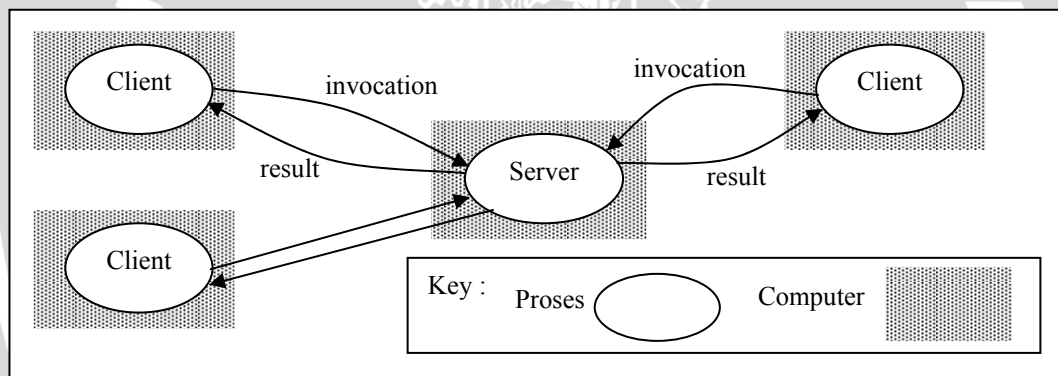 Client
invocation
result
Server
invocation
Client
result
Client
Key :
Proses
Computer